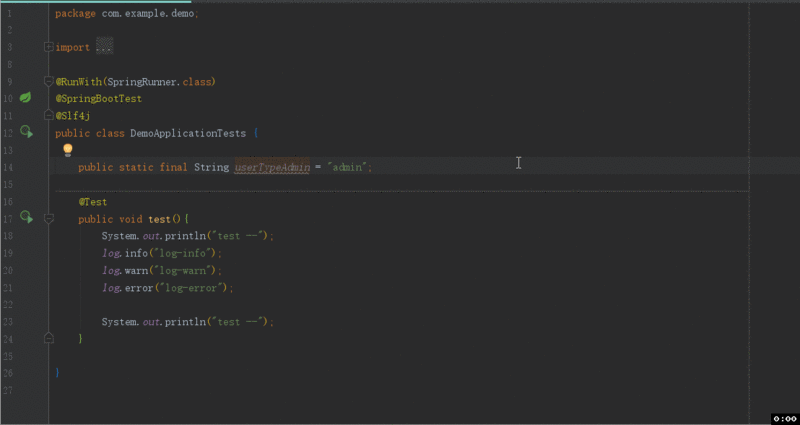 1 package com.example.demo;
2
3 import ...
8
9 @RunWith(SpringRunner.class)
10 @SpringBootTest
11 @Slf4j
12 public class DemoApplicationTests {
13
14 public static final String userTypeAdmin = "admin";
15
16 @Test
17 public void test(){
18 System.out.println("test --");
19 log.info("log-info");
20 log.warn("log-warn");
21 log.error("log-error");
22
23 System.out.println("test --");
24 }
25
26 }
27
0:00